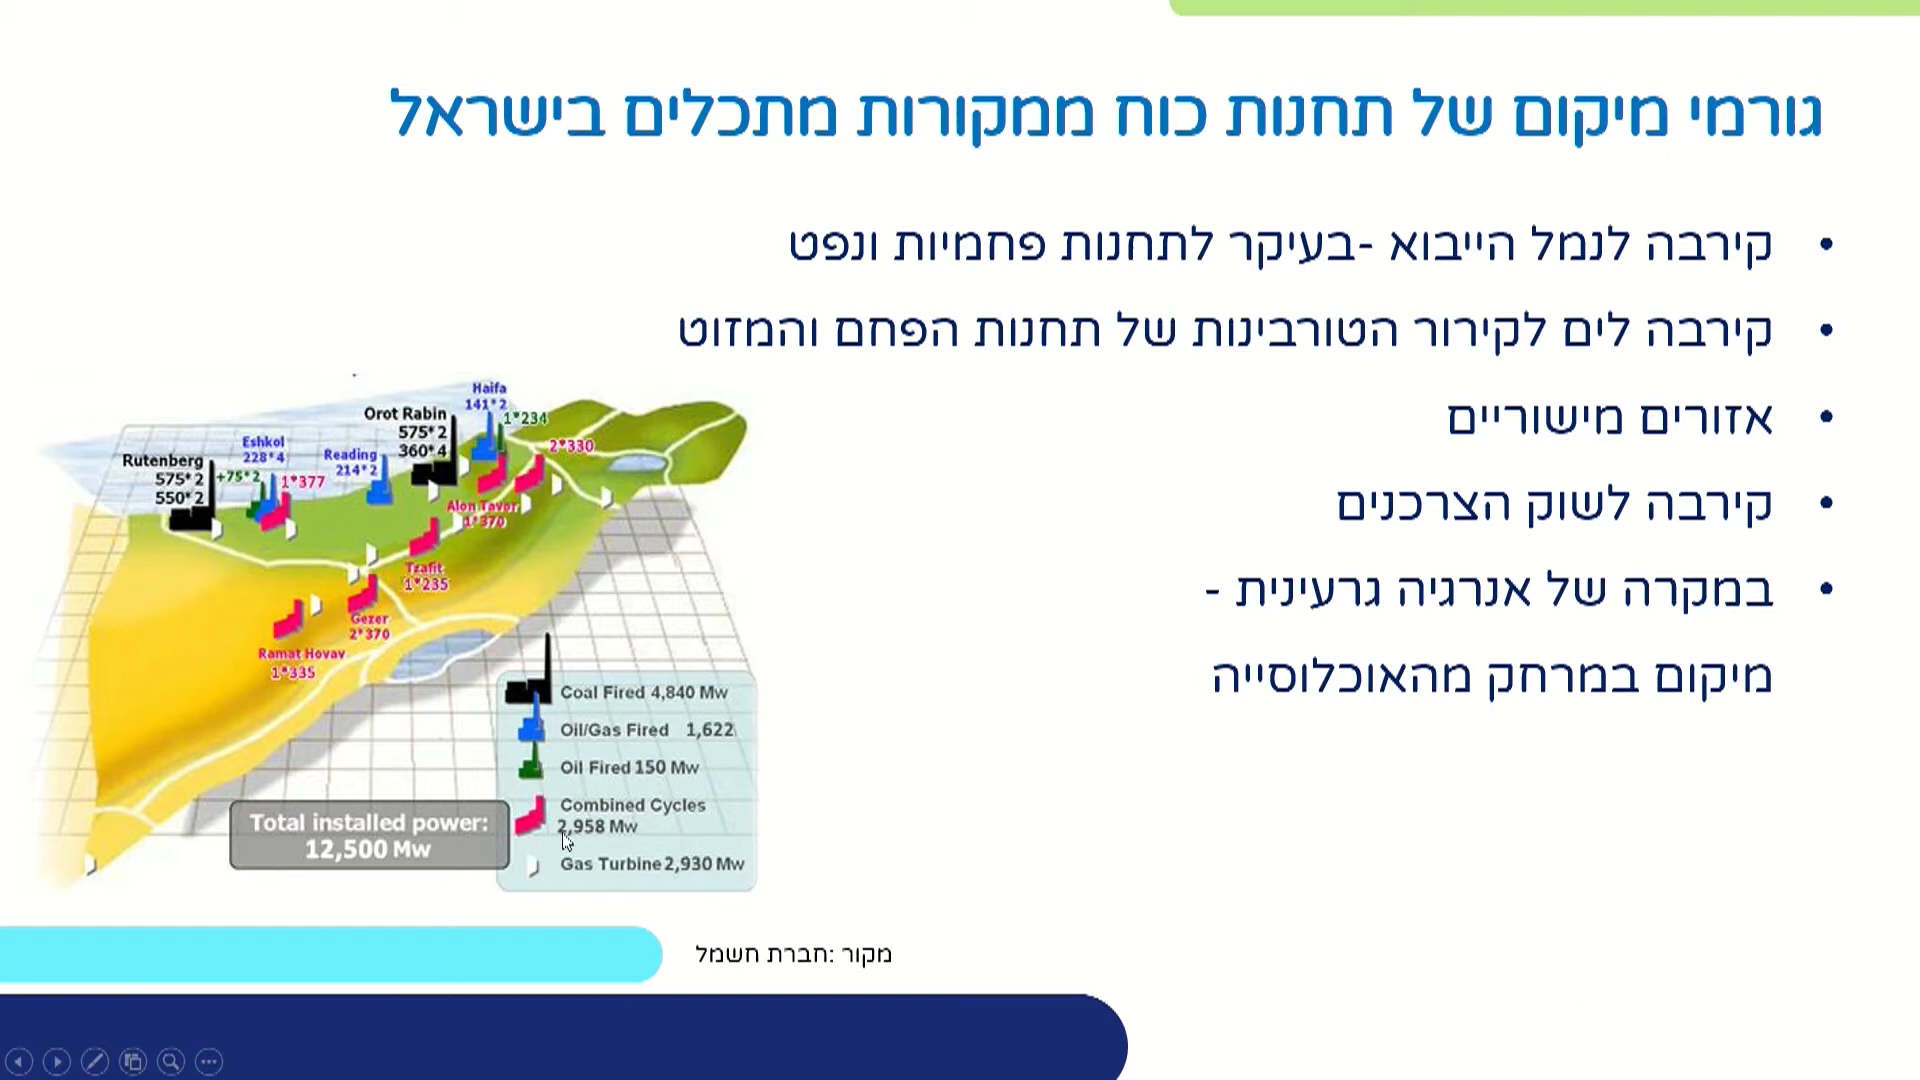 גורמי מיקום של תחנות כוח ממקורות מתכלים בישראל
• קירבה לנמל הייבוא -בעיקר לתחנות פחמיות ונפט
• קירבה לים לקירור הטורבינות של תחנות הפחם והמזוט
• אזורים מישוריים
• קירבה לשוק הצרכנים
• במקרה של אנרגיה גרעינית -
מיקום במרחק מהאוכלוסייה
Haifa
141*2
1*234
Orot Rabin
575*2
360*4
2*330
Eshkol
228*4
+75*2
1*377
Reading
214*2
Rutenberg
575*2
550*2
Alon Tavor
1*370
Tzafit
1*235
Gezer
2*370
Ramat Hovav
1*335
Coal Fired 4,840 Mw
Oil/Gas Fired 1,622
Oil Fired 150 Mw
Combined Cycles
2,958 Mw
Gas Turbine 2,930 Mw
Total installed power:
12,500 Mw
מקור :חברת חשמל